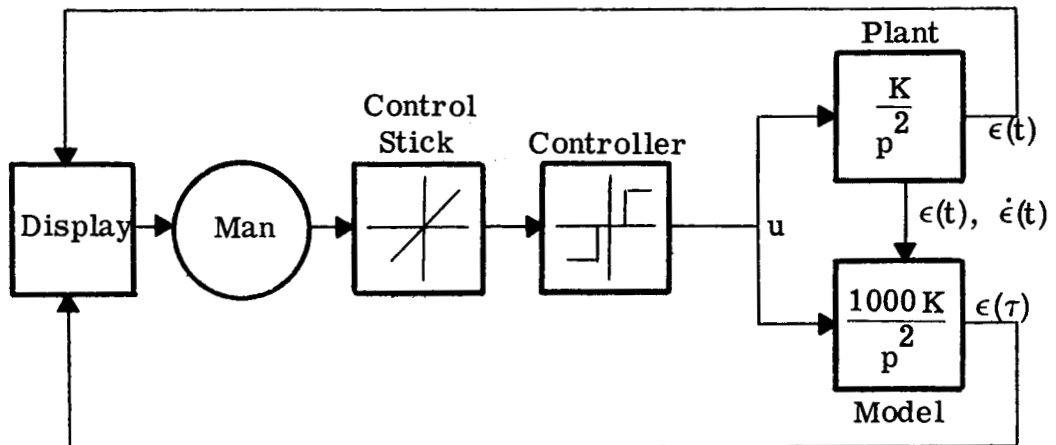 Plant
K
p²
ϵ(t)
Control
Stick
Controller
Display
Man
u
ϵ(t), ϵ̇(t)
1000 K
p²
ϵ(τ)
Model